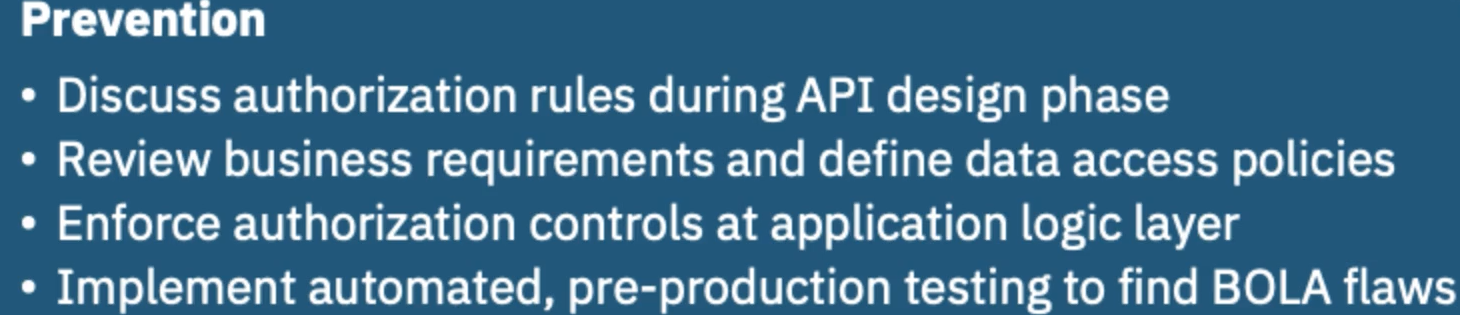 Prevention
• Discuss authorization rules during API design phase
• Review business requirements and define data access policies
• Enforce authorization controls at application logic layer
• Implement automated, pre-production testing to find BOLA flaws